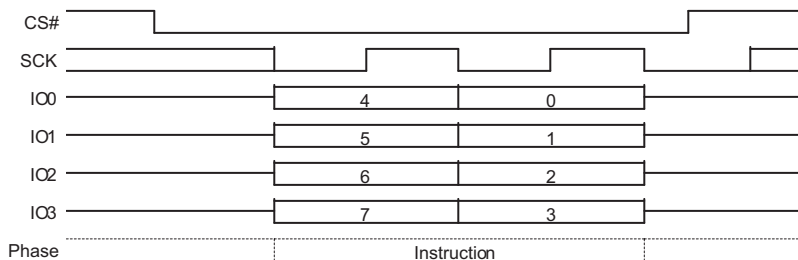 CS#
SCK
IO0 4 0
IO1 5 1
IO2 6 2
IO3 7 3
Phase Instruction